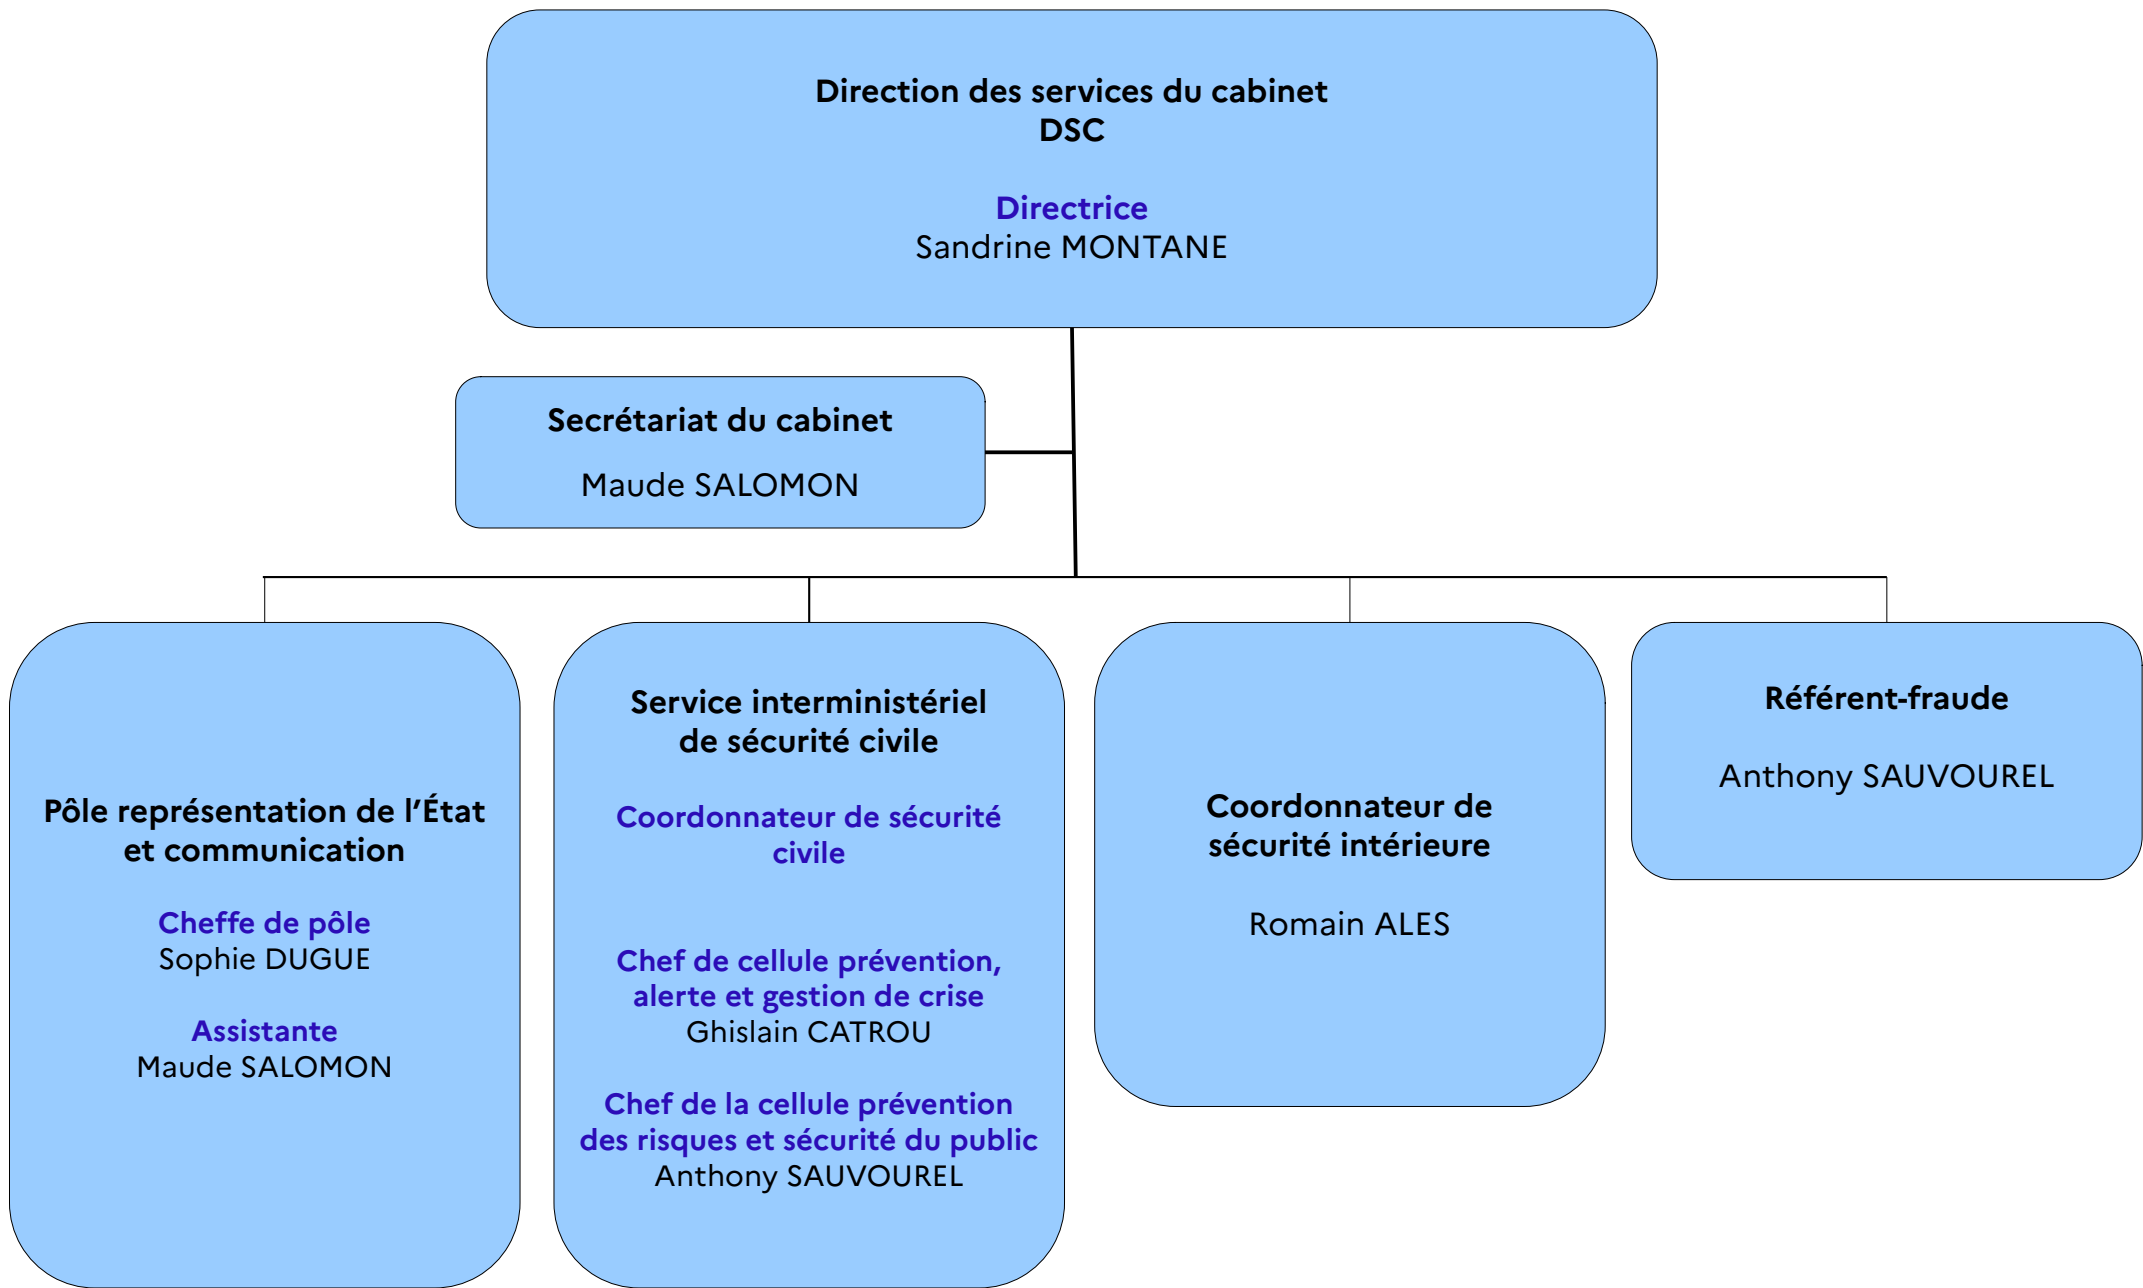 Direction des services du cabinet
DSC
Directrice
Sandrine MONTANE
Secrétariat du cabinet
Maude SALOMON
Pôle représentation de l’État
et communication
Cheffe de pôle
Sophie DUGUE
Assistante
Maude SALOMON
Service interministériel
de sécurité civile
Coordonnateur de sécurité
civile
Chef de cellule prévention,
alerte et gestion de crise
Ghislain CATROU
Chef de la cellule prévention
des risques et sécurité du public
Anthony SAUVOUREL
Coordonnateur de
sécurité intérieure
Romain ALES
Référent-fraude
Anthony SAUVOUREL